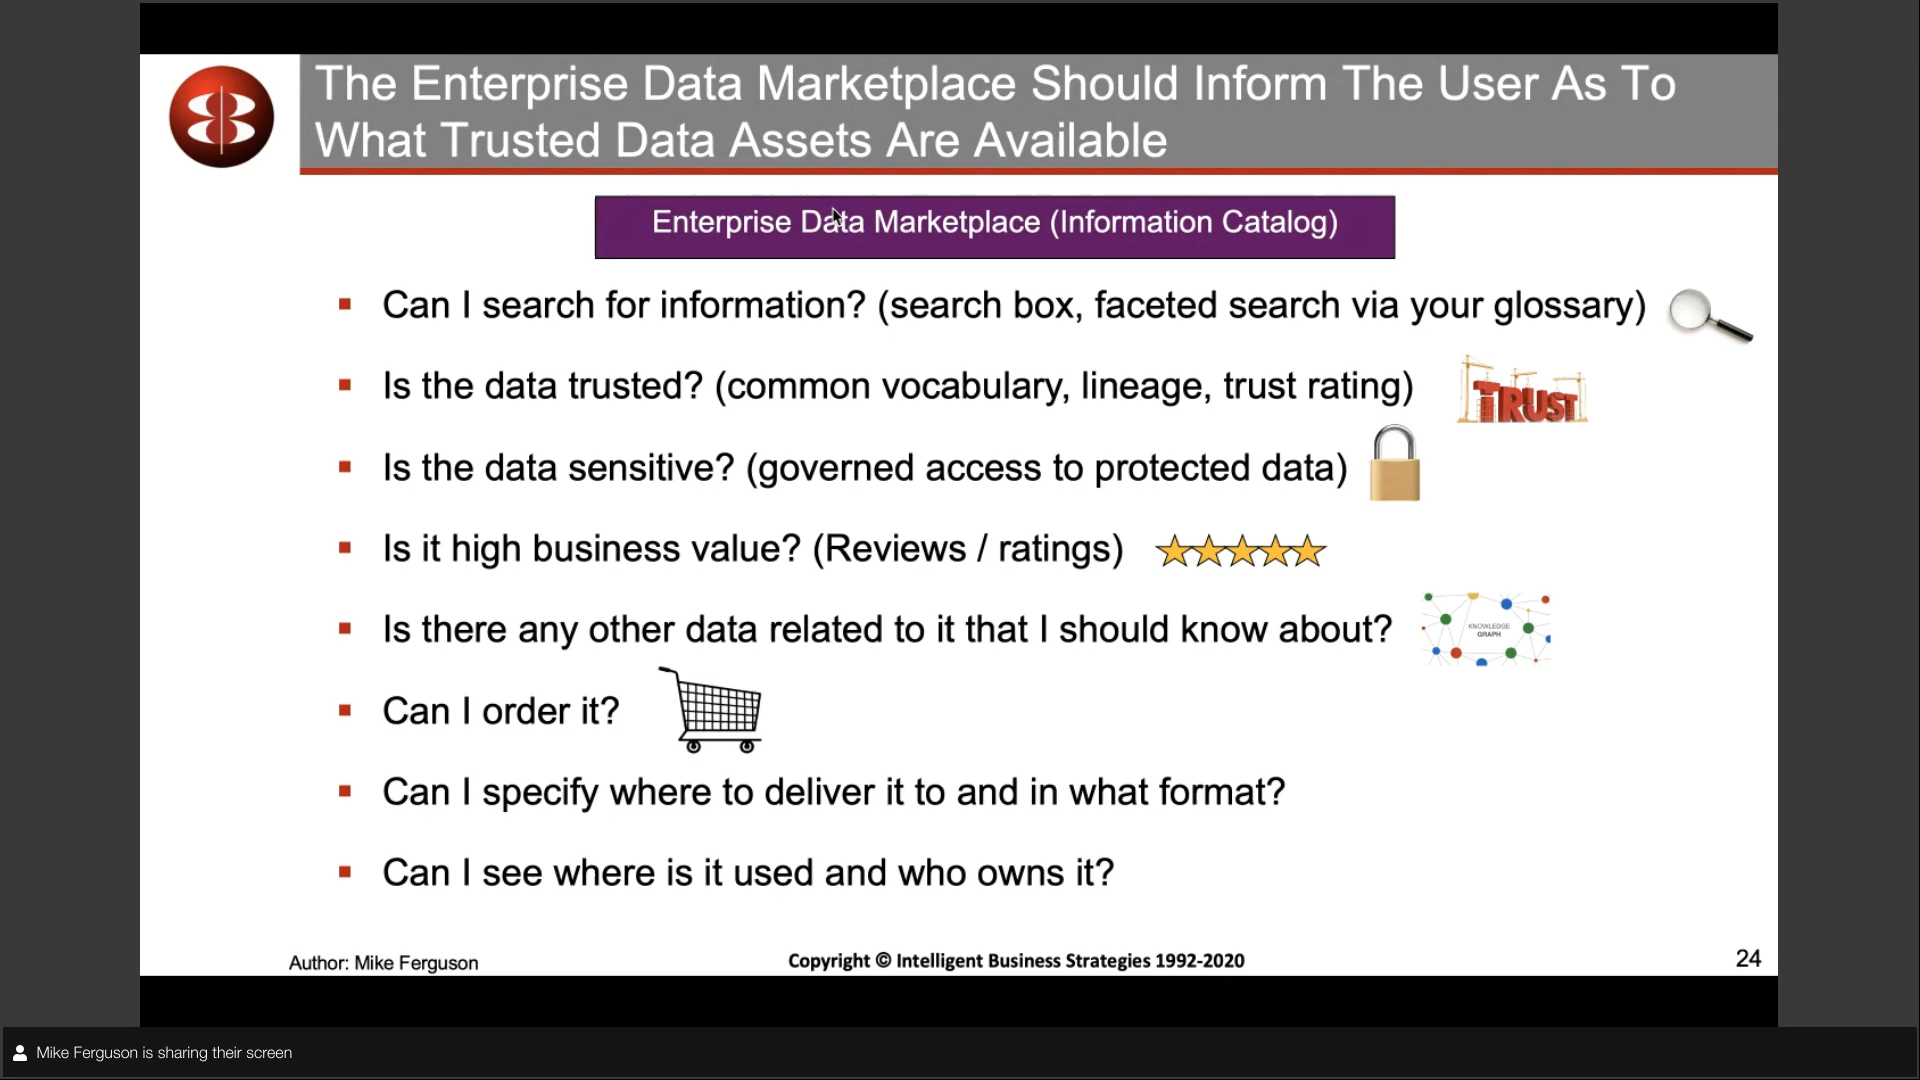 The Enterprise Data Marketplace Should Inform The User As To
What Trusted Data Assets Are Available
Enterprise Data Marketplace (Information Catalog)
▪ Can I search for information? (search box, faceted search via your glossary)
▪ Is the data trusted? (common vocabulary, lineage, trust rating)
TRUST
▪ Is the data sensitive? (governed access to protected data)
▪ Is it high business value? (Reviews / ratings)
▪ Is there any other data related to it that I should know about?
KNOWLEDGE
GRAPH
▪ Can I order it?
▪ Can I specify where to deliver it to and in what format?
▪ Can I see where is it used and who owns it?
Author: Mike Ferguson
Copyright © Intelligent Business Strategies 1992-2020
24
Mike Ferguson is sharing their screen